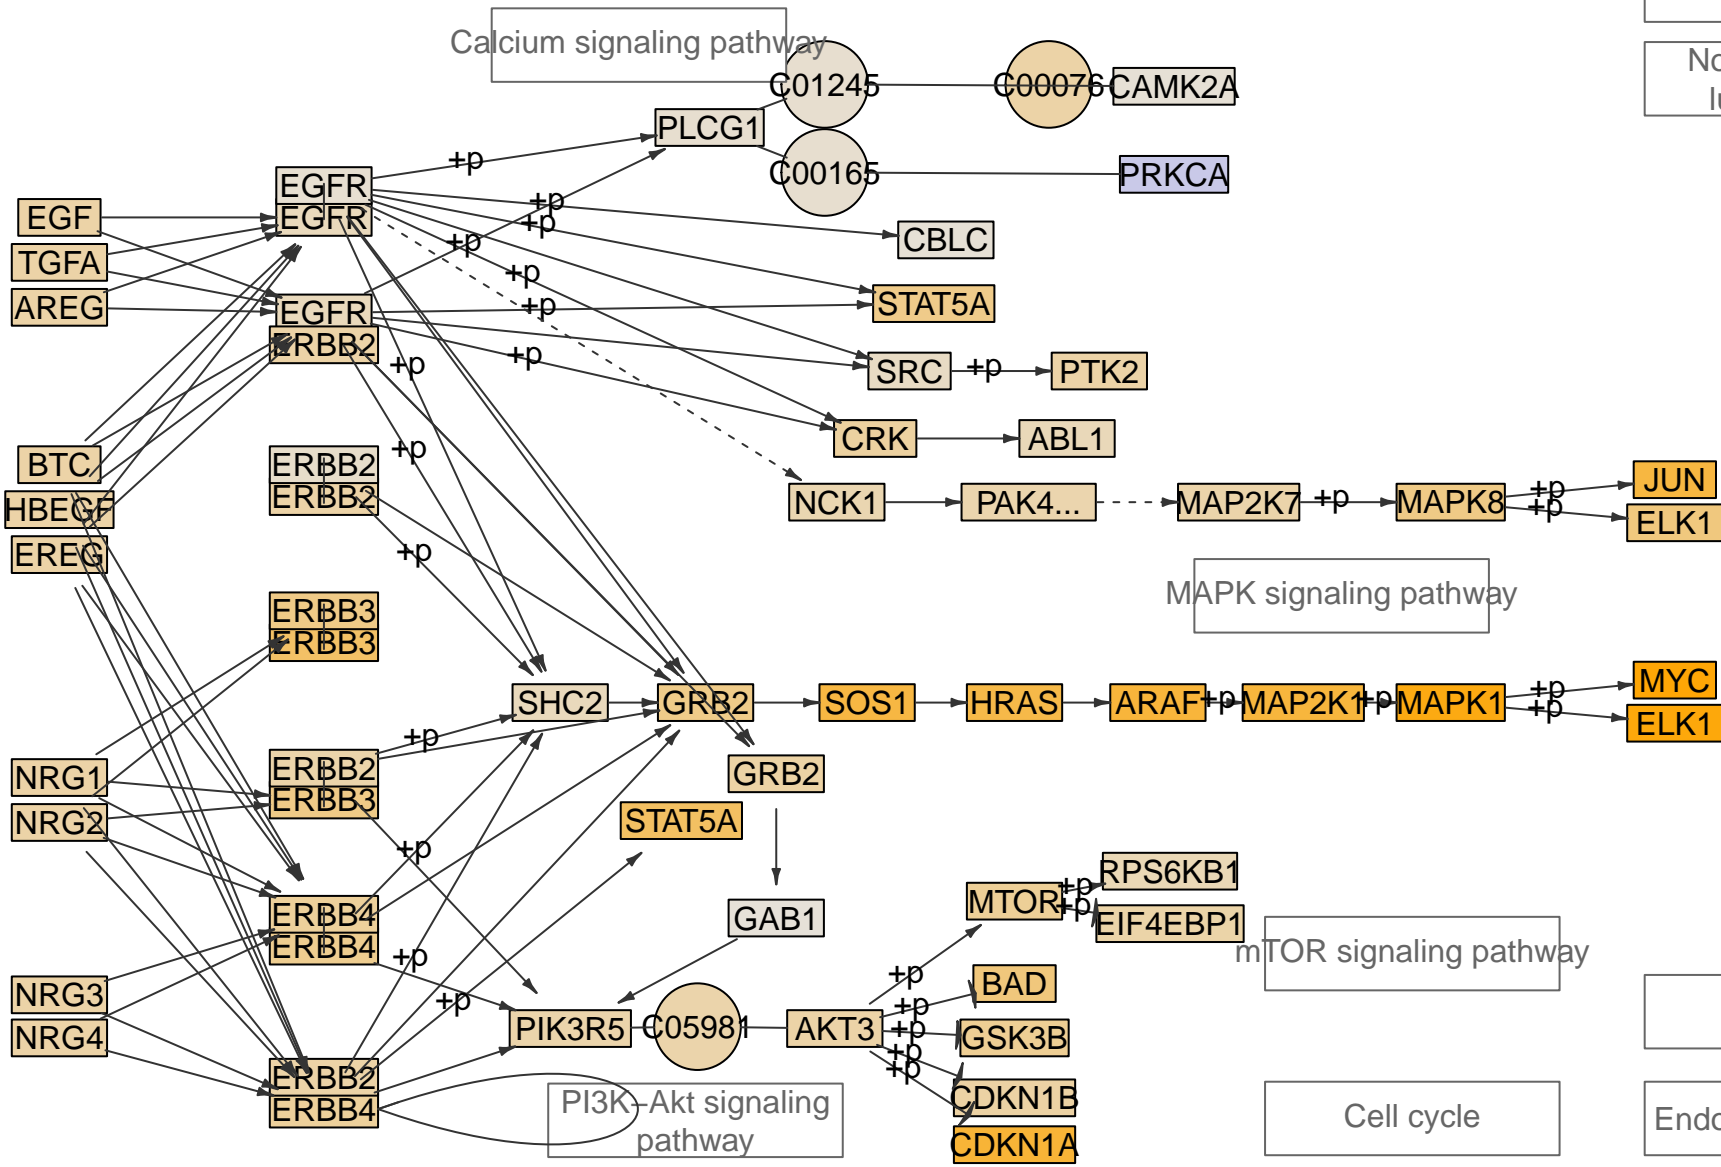 Calcium signaling pathway
No
lu
C01245
C00076
CAMK2A
PLCG1
+p
C00165
PRKCA
EGFR
EGFR
EGF
+p
+p
CBLC
TGFA
+p
+p
AREG
EGFR
+p
STAT5A
ERBB2
+p
+p
SRC
+p
PTK2
CRK
ABL1
BTC
ERBB2
+p
ERBB2
HBEGF
NCK1
PAK4...
MAP2K7
+p
MAPK8
+p
+p
JUN
ELK1
EREG
+p
MAPK signaling pathway
ERBB3
ERBB3
SHC2
GRB2
SOS1
HRAS
ARAF
+p
MAP2K1
+p
MAPK1
+p
+p
MYC
ELK1
+p
NRG1
ERBB2
ERBB3
GRB2
NRG2
STAT5A
+p
ERBB4
ERBB4
GAB1
MTOR
+p
+p
RPS6KB1
EIF4EBP1
mTOR signaling pathway
+p
+p
NRG3
+p
+p
BAD
NRG4
PIK3R5
C05981
AKT3
+p
GSK3B
+p
+p
ERBB2
ERBB4
PI3K–Akt signaling
pathway
CDKN1B
CDKN1A
Cell cycle
Endo